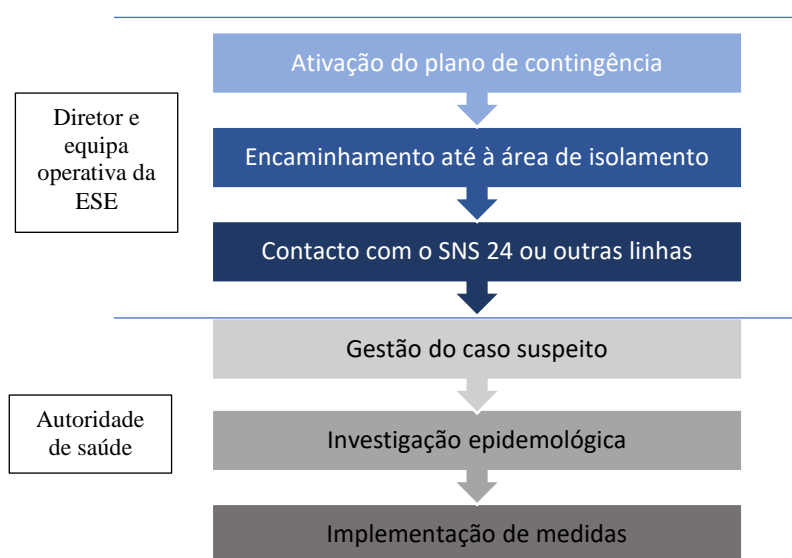 Ativação do plano de contingência
Diretor e
equipa
operativa da
ESE
Encaminhamento até à área de isolamento
Contacto com o SNS 24 ou outras linhas
Gestão do caso suspeito
Autoridade
de saúde
Investigação epidemológica
Implementação de medidas